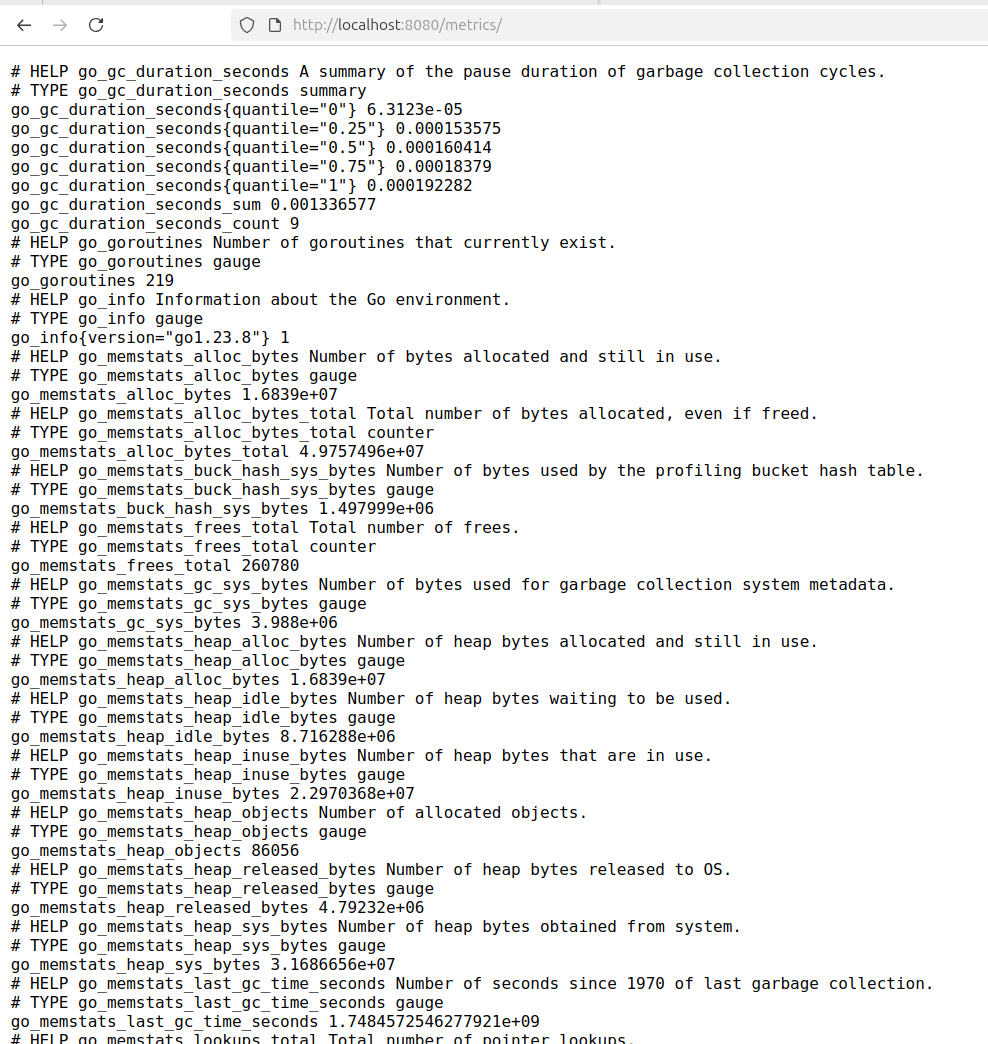 http://localhost:8080/metrics/
# HELP go_gc_duration_seconds A summary of the pause duration of garbage collection cycles.
# TYPE go_gc_duration_seconds summary
go_gc_duration_seconds{quantile="0"} 6.3123e-05
go_gc_duration_seconds{quantile="0.25"} 0.000153575
go_gc_duration_seconds{quantile="0.5"} 0.000160414
go_gc_duration_seconds{quantile="0.75"} 0.00018379
go_gc_duration_seconds{quantile="1"} 0.000192282
go_gc_duration_seconds_sum 0.001336577
go_gc_duration_seconds_count 9
# HELP go_goroutines Number of goroutines that currently exist.
# TYPE go_goroutines gauge
go_goroutines 219
# HELP go_info Information about the Go environment.
# TYPE go_info gauge
go_info{version="go1.23.8"} 1
# HELP go_memstats_alloc_bytes Number of bytes allocated and still in use.
# TYPE go_memstats_alloc_bytes gauge
go_memstats_alloc_bytes 1.6839e+07
# HELP go_memstats_alloc_bytes_total Total number of bytes allocated, even if freed.
# TYPE go_memstats_alloc_bytes_total counter
go_memstats_alloc_bytes_total 4.9757496e+07
# HELP go_memstats_buck_hash_sys_bytes Number of bytes used by the profiling bucket hash table.
# TYPE go_memstats_buck_hash_sys_bytes gauge
go_memstats_buck_hash_sys_bytes 1.497999e+06
# HELP go_memstats_frees_total Total number of frees.
# TYPE go_memstats_frees_total counter
go_memstats_frees_total 260780
# HELP go_memstats_gc_sys_bytes Number of bytes used for garbage collection system metadata.
# TYPE go_memstats_gc_sys_bytes gauge
go_memstats_gc_sys_bytes 3.988e+06
# HELP go_memstats_heap_alloc_bytes Number of heap bytes allocated and still in use.
# TYPE go_memstats_heap_alloc_bytes gauge
go_memstats_heap_alloc_bytes 1.6839e+07
# HELP go_memstats_heap_idle_bytes Number of heap bytes waiting to be used.
# TYPE go_memstats_heap_idle_bytes gauge
go_memstats_heap_idle_bytes 8.716288e+06
# HELP go_memstats_heap_inuse_bytes Number of heap bytes that are in use.
# TYPE go_memstats_heap_inuse_bytes gauge
go_memstats_heap_inuse_bytes 2.2970368e+07
# HELP go_memstats_heap_objects Number of allocated objects.
# TYPE go_memstats_heap_objects gauge
go_memstats_heap_objects 86056
# HELP go_memstats_heap_released_bytes Number of heap bytes released to OS.
# TYPE go_memstats_heap_released_bytes gauge
go_memstats_heap_released_bytes 4.79232e+06
# HELP go_memstats_heap_sys_bytes Number of heap bytes obtained from system.
# TYPE go_memstats_heap_sys_bytes gauge
go_memstats_heap_sys_bytes 3.1686656e+07
# HELP go_memstats_last_gc_time_seconds Number of seconds since 1970 of last garbage collection.
# TYPE go_memstats_last_gc_time_seconds gauge
go_memstats_last_gc_time_seconds 1.7484572546277921e+09
# HELP go_memstats_lookups_total Total number of pointer lookups.